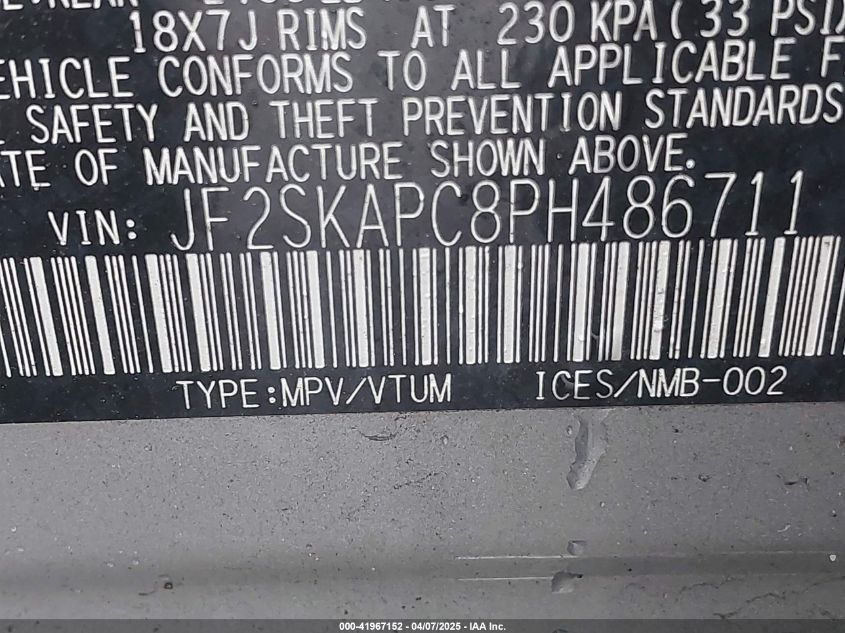 18X7J RIMS AT 230 KPA( 33 PSI)
EHICLE CONFORMS TO ALL APPLICABLE F
SAFETY AND THEFT PREVENTION STANDARDS
TE OF MANUFACTURE SHOWN ABOVE.
VIN: JF2SKAPC8PH486711
TYPE:MPV/VTUM ICES/NMB-002
000-41967152 - 04/07/2025 - IAA Inc.